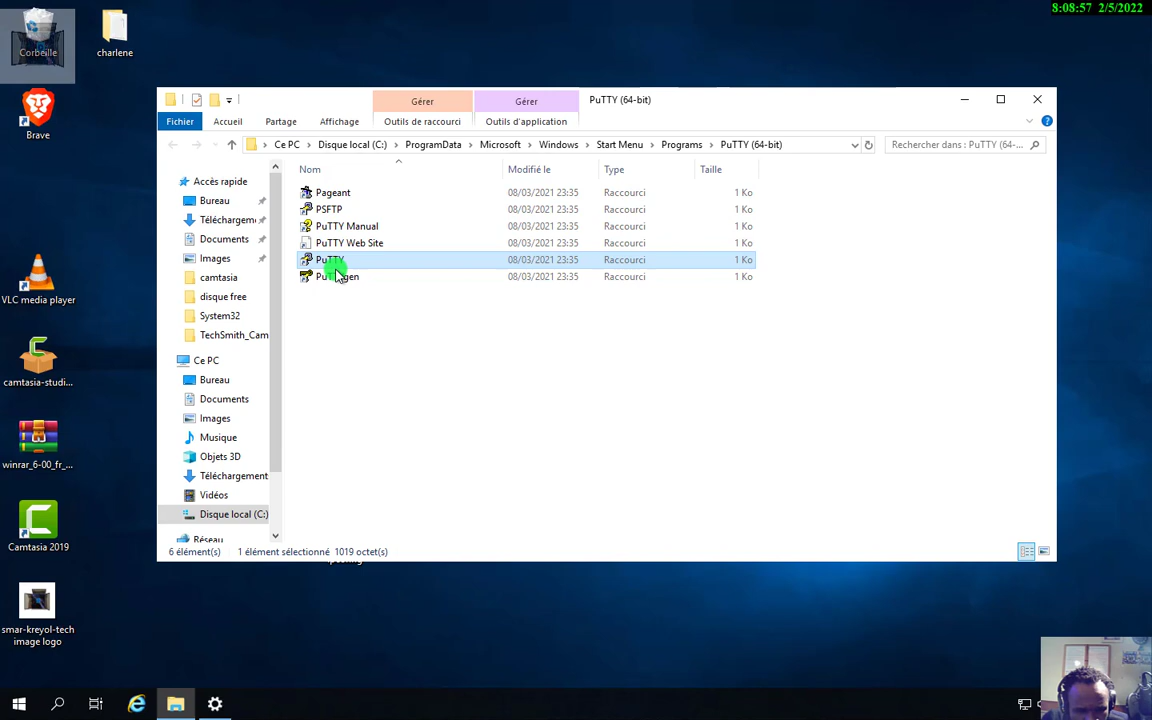 8:08:57 2/5/2022
Corbeille
charlene
Brave
VLC media player
camtasia-studi...
winrar_6-00_fr_...
Camtasia 2019
smar-kreyol-tech
image logo
Gérer
Gérer
PuTTY (64-bit)
Fichier
Accueil
Partage
Affichage
Outils de raccourci
Outils d'application
Ce PC > Disque local (C:) > ProgramData > Microsoft > Windows > Start Menu > Programs > PuTTY (64-bit)
Rechercher dans : PuTTY (64-...
Nom
Modifié le
Type
Taille
Pageant 08/03/2021 23:35 Raccourci 1 Ko
PSFTP 08/03/2021 23:35 Raccourci 1 Ko
PuTTY Manual 08/03/2021 23:35 Raccourci 1 Ko
PuTTY Web Site 08/03/2021 23:35 Raccourci 1 Ko
PuTTY 08/03/2021 23:35 Raccourci 1 Ko
08/03/2021 23:35 Raccourci 1 Ko
Accès rapide
Bureau
Télécharge
Documents
Images
camtasia
disque free
System32
TechSmith_Cam
Ce PC
Bureau
Documents
Images
Musique
Objets 3D
Téléchargement
Vidéos
Disque local (C:)
Réseau
6 élément(s) 1 élément sélectionné 1019 octet(s)